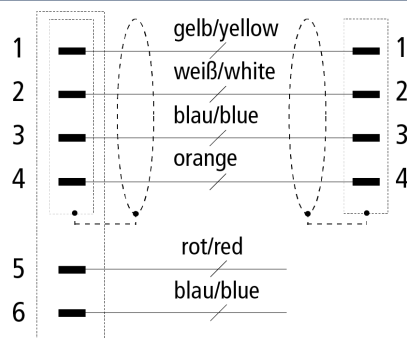 gelb/yellow
1 1
weiß/white
2 2
blau/blue
3 3
orange
4 4
rot/red
5
blau/blue
6